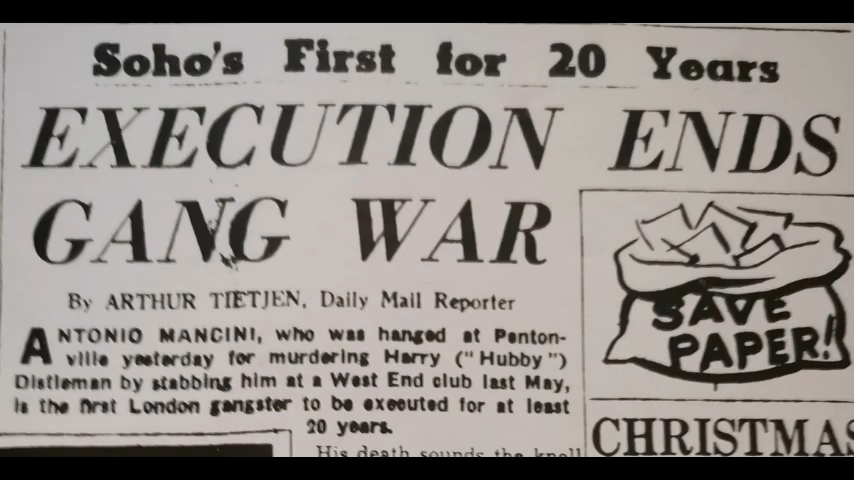 Soho's First for 20 Years
EXECUTION ENDS
GANG WAR
By ARTHUR TIETJEN, Daily Mail Reporter
ANTONIO MANCINI, who was hanged at Penton-
ville yesterday for murdering Harry ("Hubby")
Distleman by stabbing him at a West End club last May,
is the first London gangster to be executed for at least
20 years.
His death sounds the knell
SAVE
PAPER!
CHRISTMAS